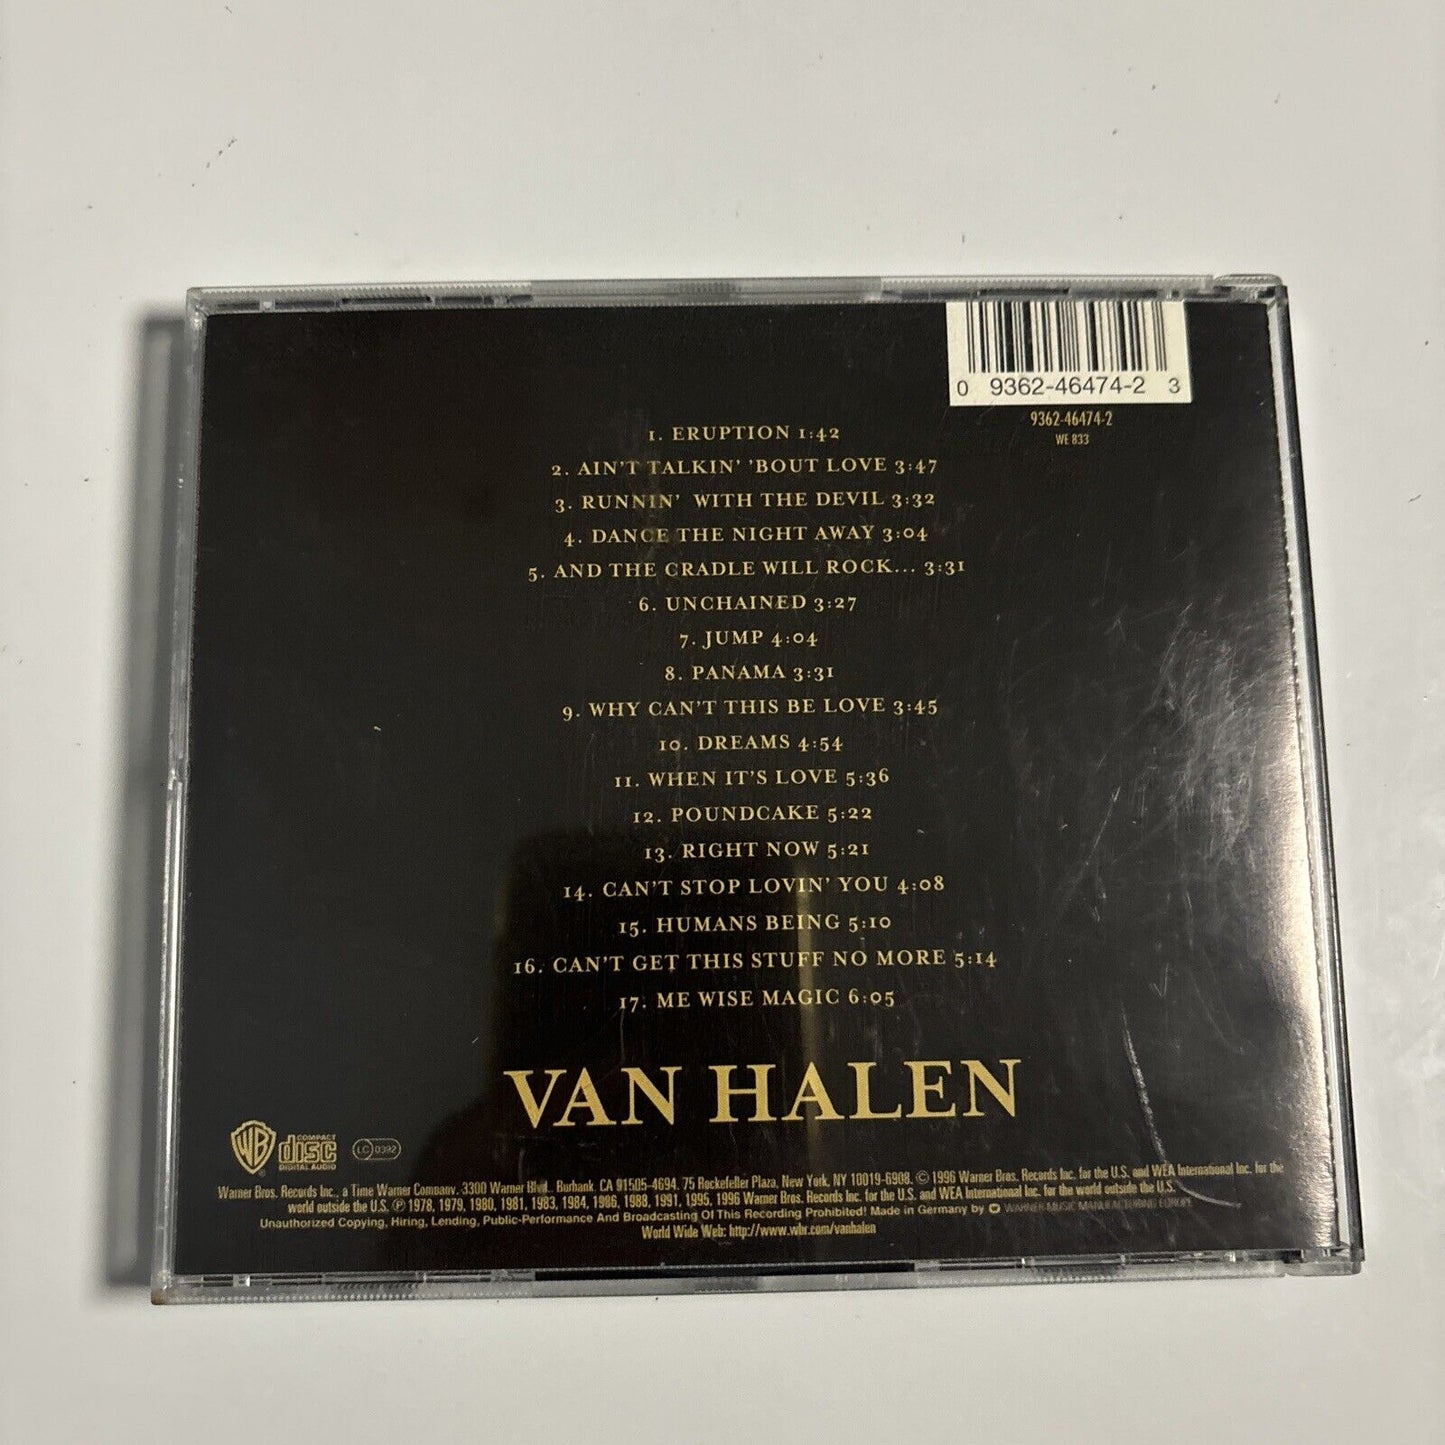 0 9362-46474-2 3
9362-46474-2
WE 833
1. ERUPTION 1:42
2. AIN'T TALKIN' 'BOUT LOVE 3:47
3. RUNNIN' WITH THE DEVIL 3:32
4. DANCE THE NIGHT AWAY 3:04
5. AND THE CRADLE WILL ROCK... 3:31
6. UNCHAINED 3:27
7. JUMP 4:04
8. PANAMA 3:31
9. WHY CAN'T THIS BE LOVE 3:45
10. DREAMS 4:54
11. WHEN IT'S LOVE 5:36
12. POUNDCAKE 5:22
13. RIGHT NOW 5:21
14. CAN'T STOP LOVIN' YOU 4:08
15. HUMANS BEING 5:10
16. CAN'T GET THIS STUFF NO MORE 5:14
17. ME WISE MAGIC 6:05
VAN HALEN
WB
COMPACT
disc
DIGITAL AUDIO
LC 0392
Warner Bros. Records Inc., a Time Warner Company. 3300 Warner Blvd., Burbank, CA 91505-4694. 75 Rockefeller Plaza, New York, NY 10019-6908. © 1996 Warner Bros. Records Inc. for the U.S. and WEA International Inc. for the
world outside the U.S. ℗ 1978, 1979, 1980, 1981, 1983, 1984, 1986, 1988, 1991, 1995, 1996 Warner Bros. Records Inc. for the U.S. and WEA International Inc. for the world outside the U.S.
Unauthorized Copying, Hiring, Lending, Public-Performance And Broadcasting Of This Recording Prohibited! Made in Germany by WARNER MUSIC MANUFACTURING EUROPE
World Wide Web: http://www.wbr.com/vanhalen